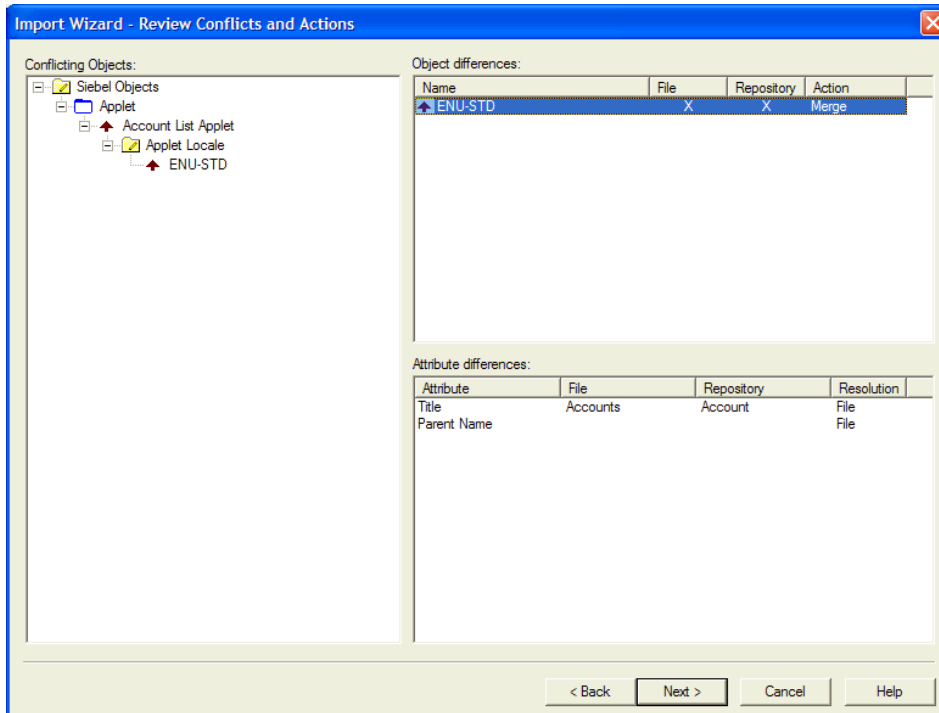 Import Wizard - Review Conflicts and Actions
Conflicting Objects:
Siebel Objects
Applet
Account List Applet
Applet Locale
ENU-STD
Object differences:
Name File Repository Action
ENU-STD X X Merge
Attribute differences:
Attribute File Repository Resolution
Title Accounts Account File
Parent Name File
< Back Next > Cancel Help